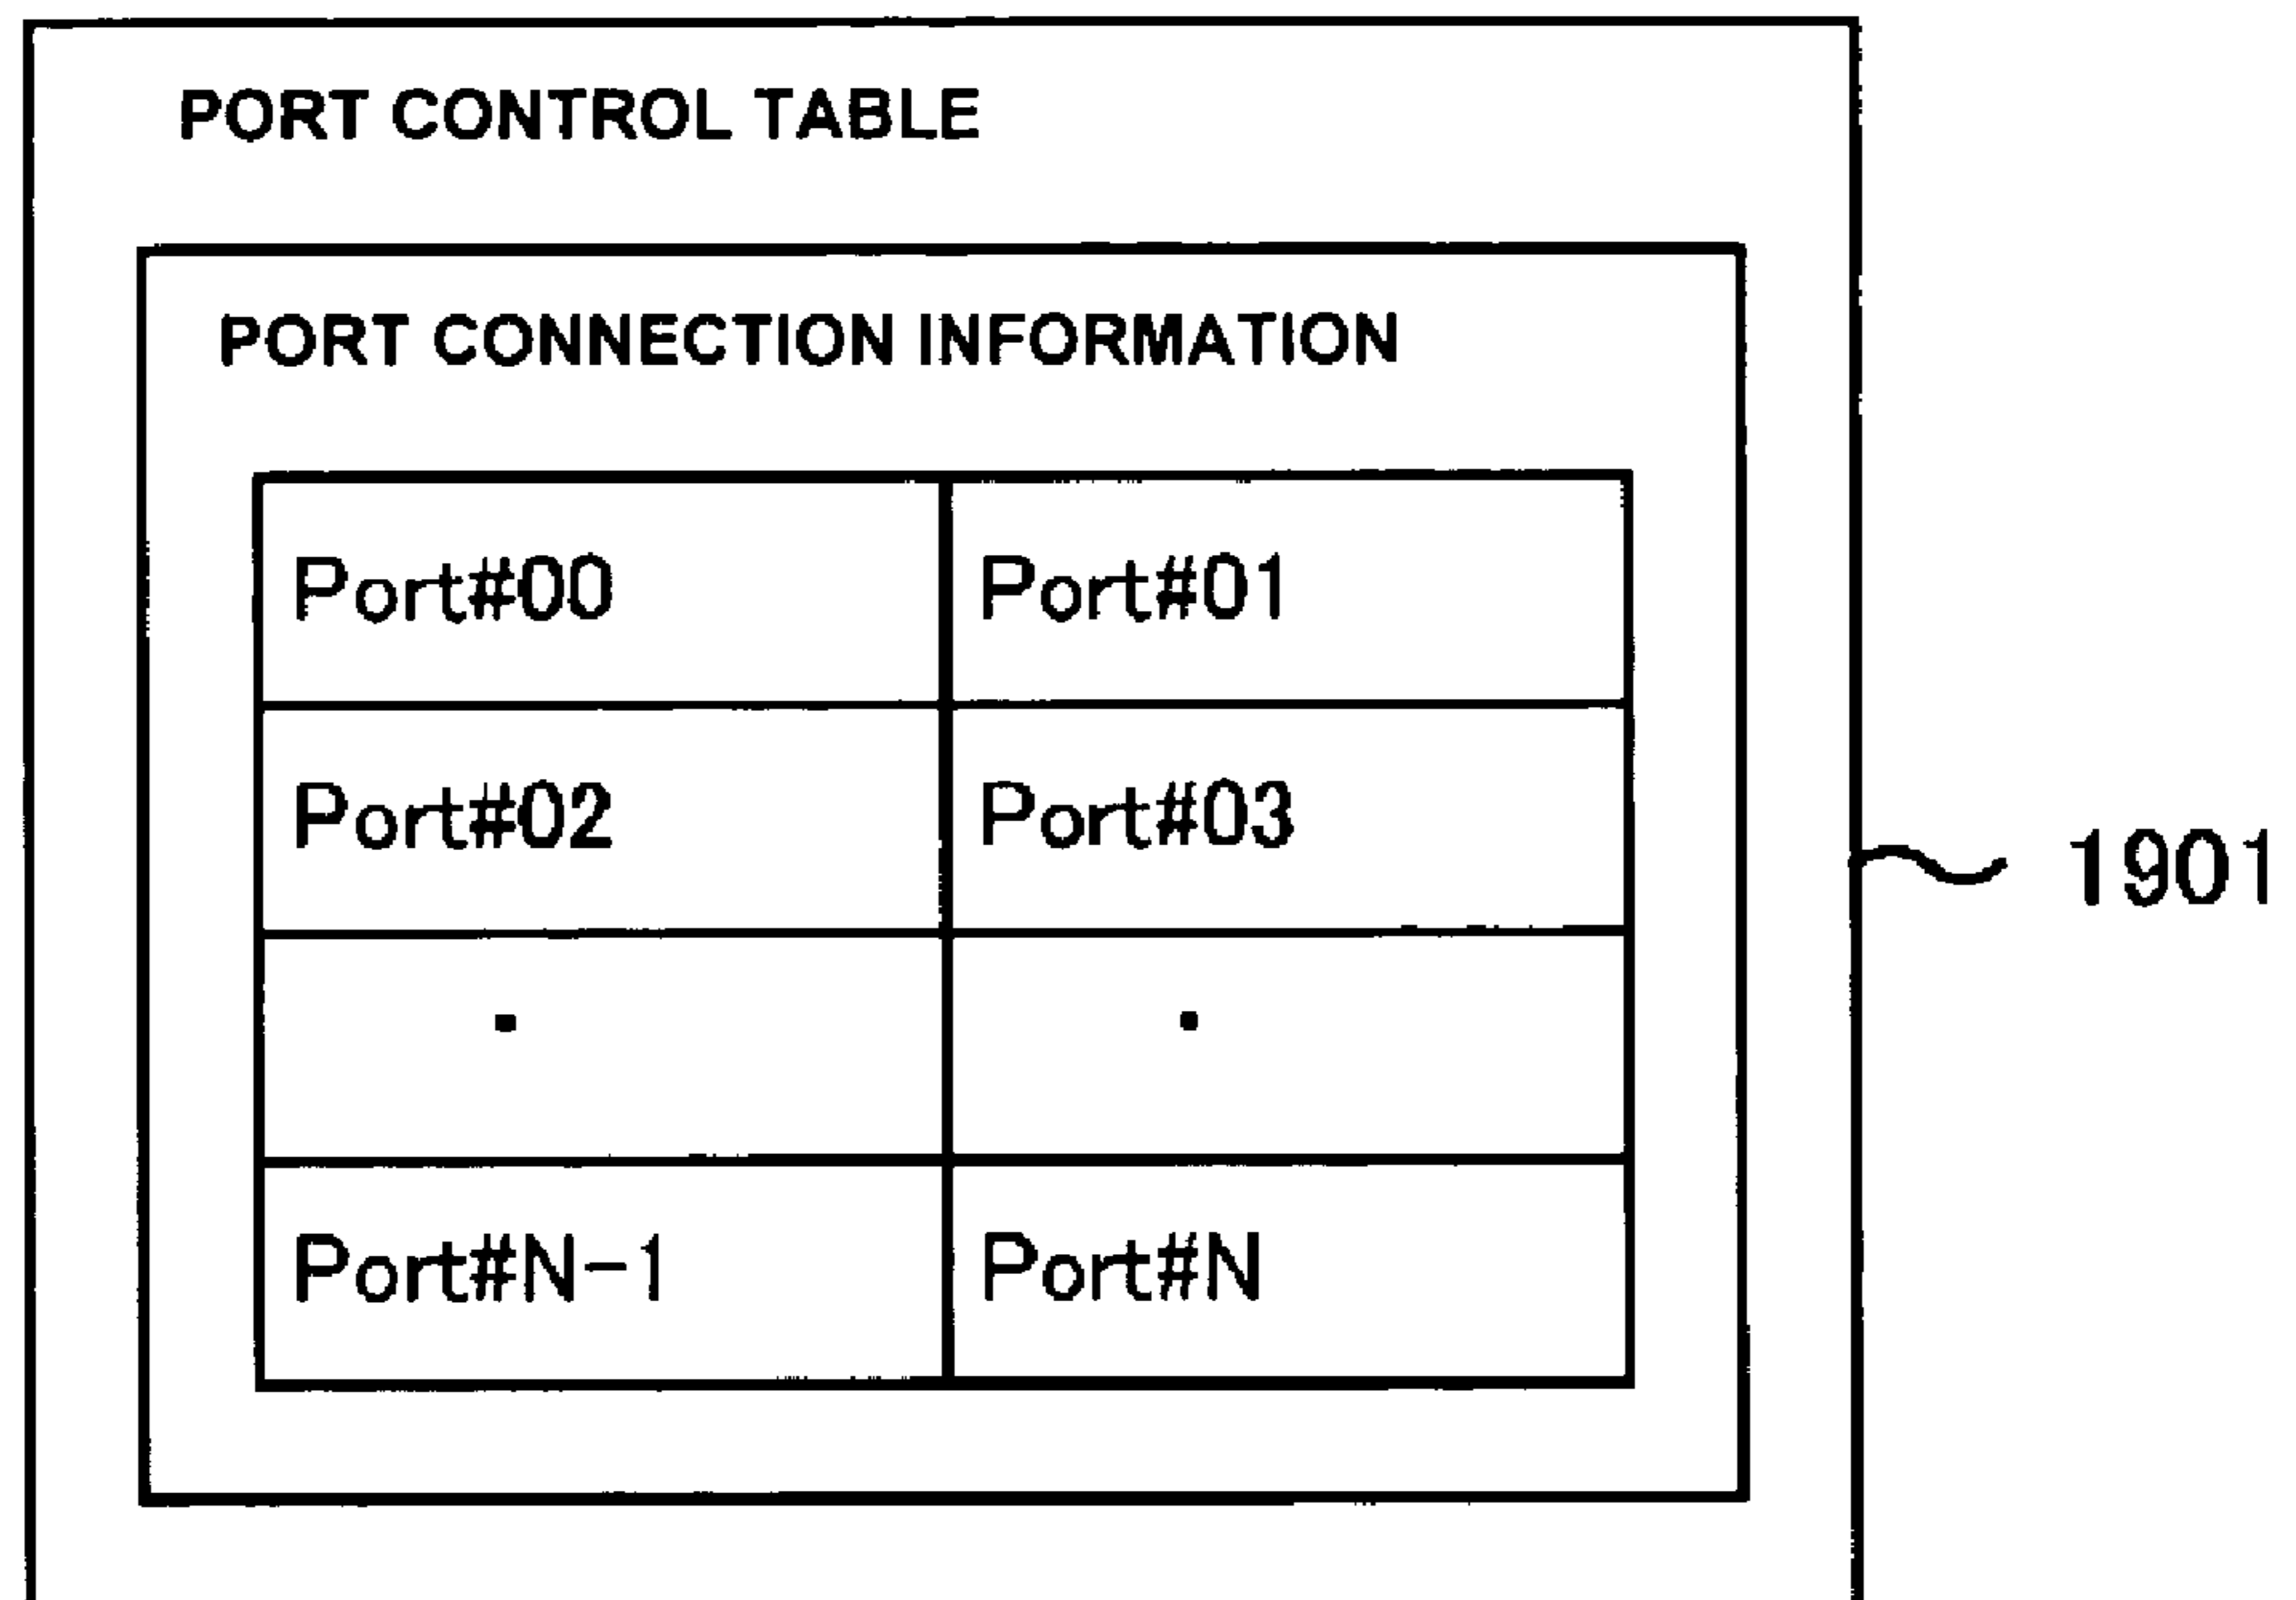 PORT CONTROL TABLE
PORT CONNECTION INFORMATION
Port#00 Port#01
Port#02 Port#03
1901
. .
Port#N-1 Port#N